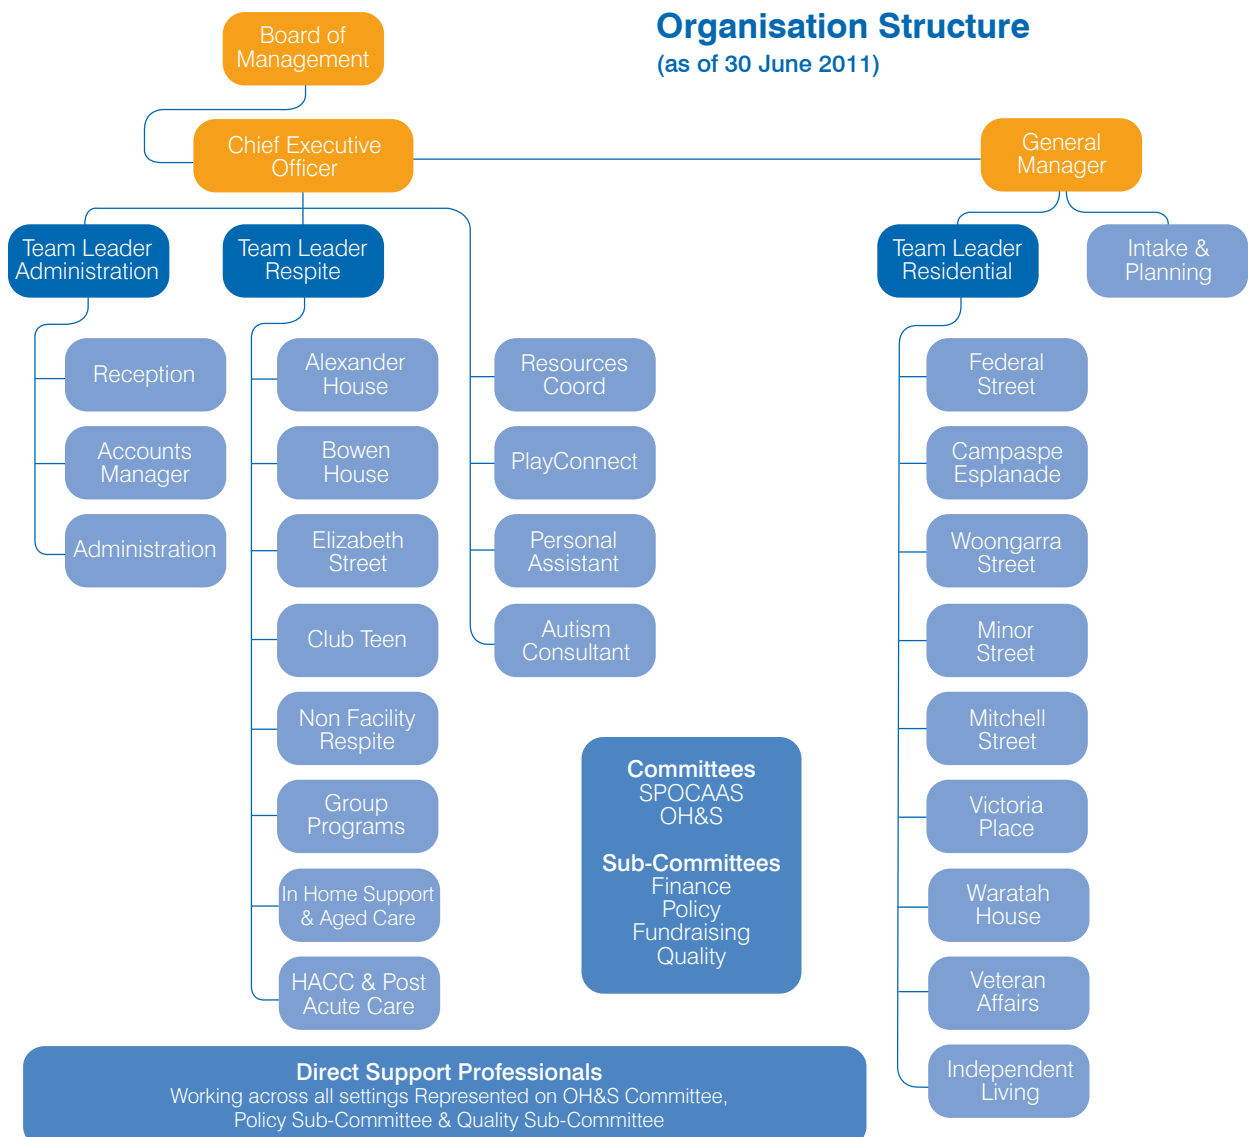 Organisation Structure
(as of 30 June 2011)
Board of
Management
Chief Executive
Officer
General
Manager
Team Leader
Administration
Team Leader
Respite
Team Leader
Residential
Intake &
Planning
Reception
Accounts
Manager
Administration
Alexander
House
Bowen
House
Elizabeth
Street
Club Teen
Non Facility
Respite
Group
Programs
In Home Support
& Aged Care
HACC & Post
Acute Care
Resources
Coord
PlayConnect
Personal
Assistant
Autism
Consultant
Federal
Street
Campaspe
Esplanade
Woongarra
Street
Minor
Street
Mitchell
Street
Victoria
Place
Waratah
House
Veteran
Affairs
Independent
Living
Committees
SPOCAAS
OH&S
Sub-Committees
Finance
Policy
Fundraising
Quality
Direct Support Professionals
Working across all settings Represented on OH&S Committee,
Policy Sub-Committee & Quality Sub-Committee